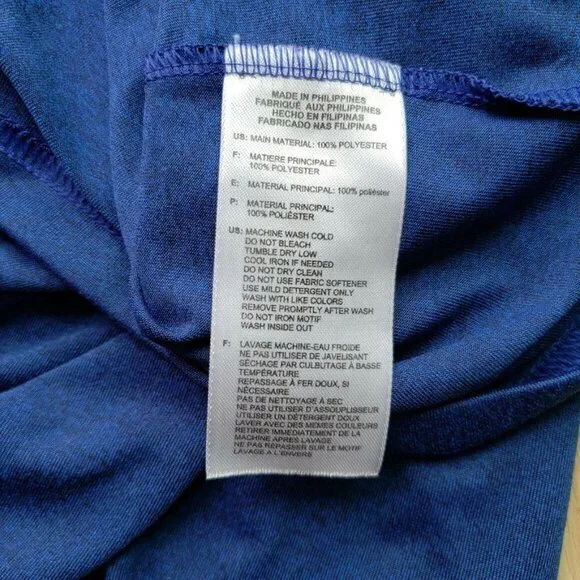 MADE IN PHILIPPINES
FABRIQUÉ AUX PHILIPPINES
HECHO EN FILIPINAS
FABRICADO NAS FILIPINAS
US: MAIN MATERIAL: 100% POLYESTER
F: MATIERE PRINCIPALE:
100% POLYESTER
E: MATERIAL PRINCIPAL: 100% poliéster
P: MATERIAL PRINCIPAL:
100% POLIÉSTER
US: MACHINE WASH COLD
DO NOT BLEACH
TUMBLE DRY LOW
COOL IRON IF NEEDED
DO NOT DRY CLEAN
DO NOT USE FABRIC SOFTENER
USE MILD DETERGENT ONLY
WASH WITH LIKE COLORS
REMOVE PROMPTLY AFTER WASH
DO NOT IRON MOTIF
WASH INSIDE OUT
F: LAVAGE MACHINE-EAU FROIDE
NE PAS UTILISER DE JAVELISANT
SÉCHAGE PAR CULBUTAGE À BASSE
TEMPÉRATURE
REPASSAGE À FER DOUX, SI
NÉCESSAIRE
PAS DE NETTOYAGE À SEC
NE PAS UTILISER D'ASSOUPLISSEUR
UTILISER UN DÉTERGENT DOUX
LAVER AVEC DES MEMES COULEURS
RETIRER IMMEDIATEMENT DE LA
MACHINE APRES LAVAGE
NE PAS REPASSER SUR LE MOTIF
LAVAGE A L'ENVERS